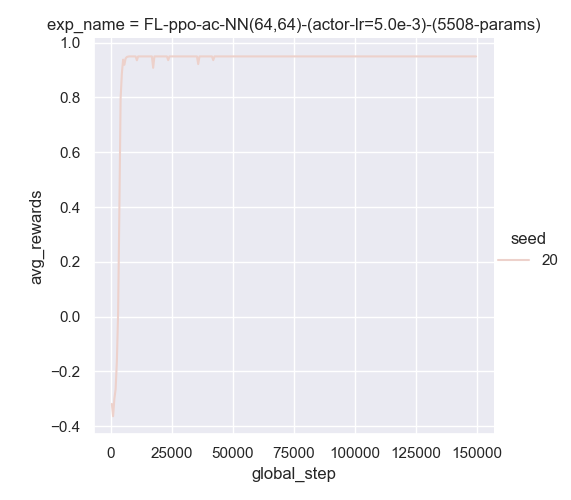 exp_name = FL-ppo-ac-NN(64,64)-(actor-lr=5.0e-3)-(5508-params)
1.0
0.8
0.6
0.4
0.2
0.0
−0.2
−0.4
avg_rewards
0 25000 50000 75000 100000 125000 150000
global_step
seed
20